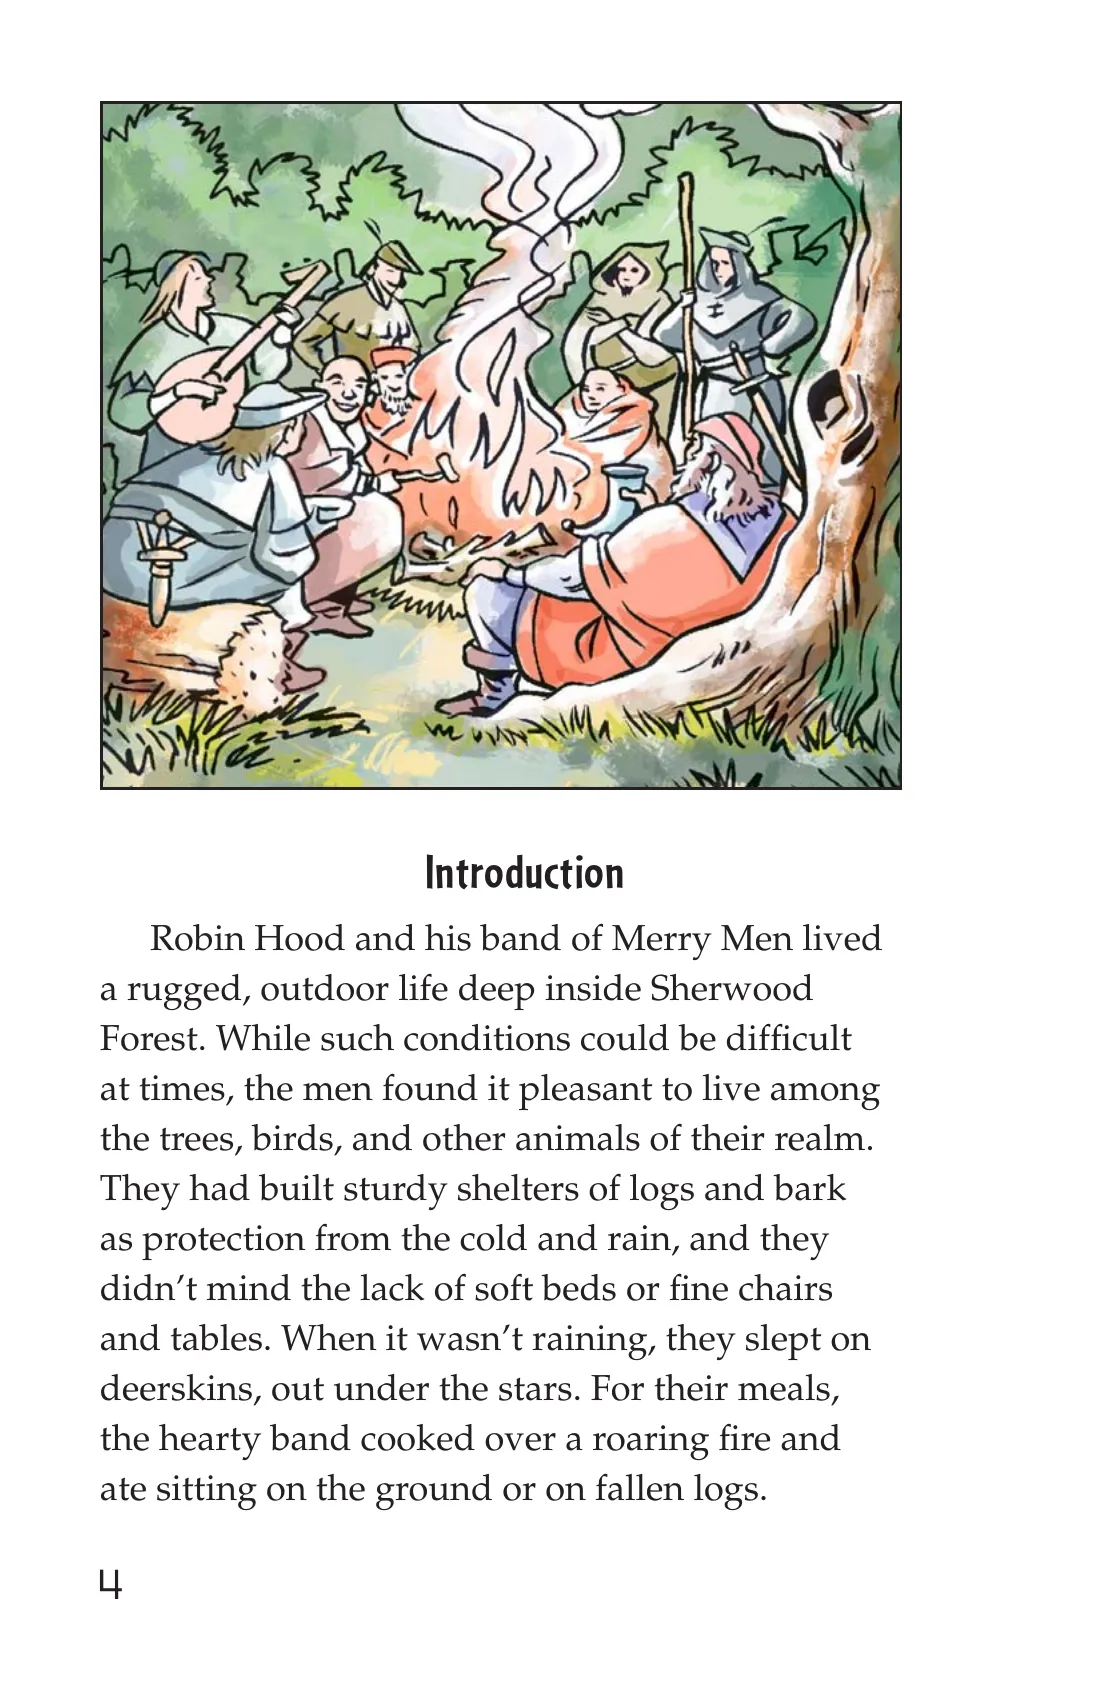 Introduction
Robin Hood and his band of Merry Men lived
a rugged, outdoor life deep inside Sherwood
Forest. While such conditions could be difficult
at times, the men found it pleasant to live among
the trees, birds, and other animals of their realm.
They had built sturdy shelters of logs and bark
as protection from the cold and rain, and they
didn’t mind the lack of soft beds or fine chairs
and tables. When it wasn’t raining, they slept on
deerskins, out under the stars. For their meals,
the hearty band cooked over a roaring fire and
ate sitting on the ground or on fallen logs.
4